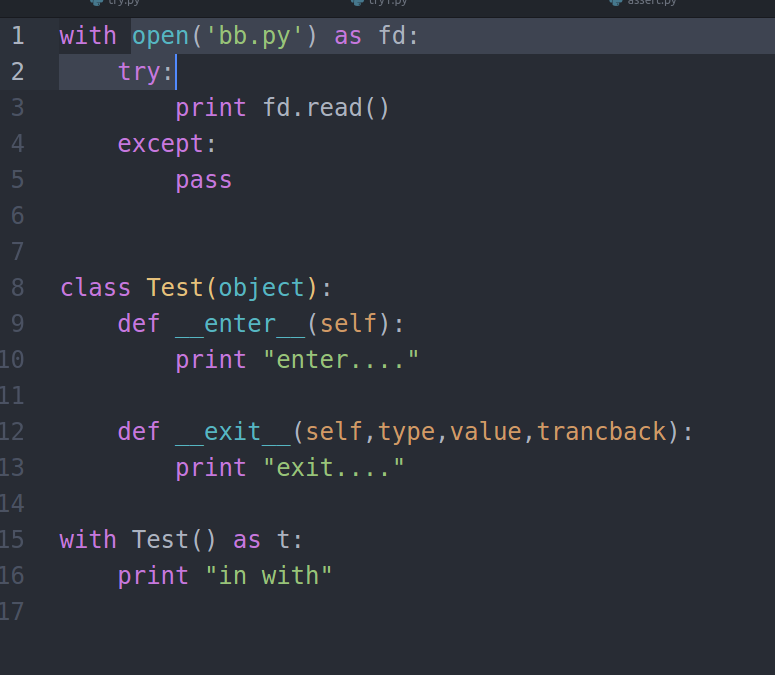 try.py try1.py assert.py
1 with open('bb.py') as fd:
2     try:
3         print fd.read()
4     except:
5         pass
6
7
8 class Test(object):
9     def __enter__(self):
10         print "enter...."
11
12     def __exit__(self,type,value,trancback):
13         print "exit...."
14
15 with Test() as t:
16     print "in with"
17